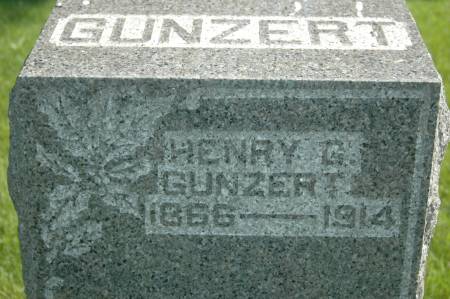 GUNZERT
HENRY G.
GUNZERT
1866 — 1914